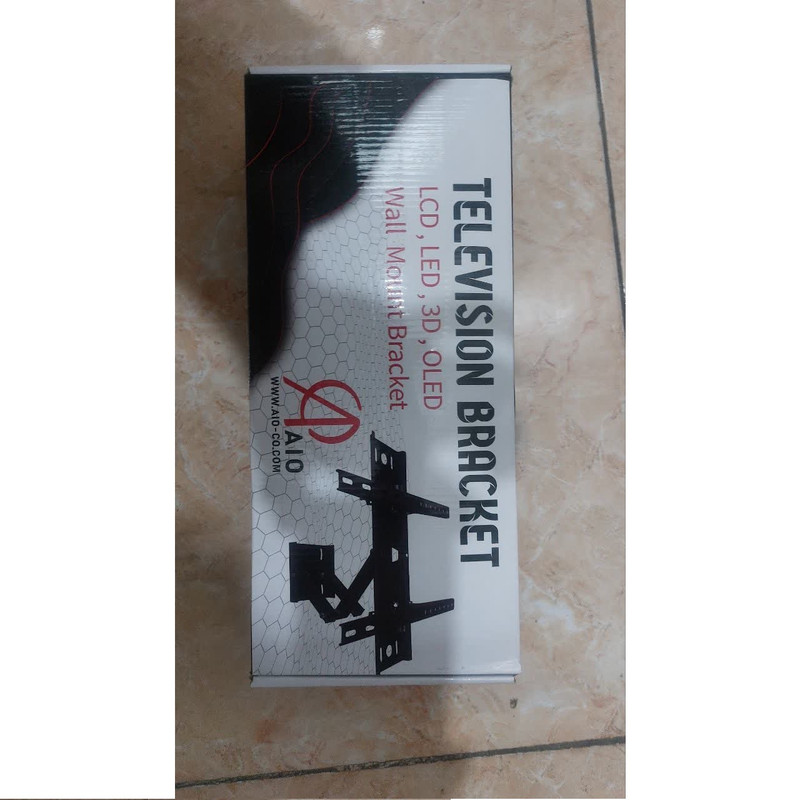 TELEVISION BRACKET
LCD , LED , 3D , OLED
Wall Mount Bracket
AIO
WWW.AIO-CO.COM